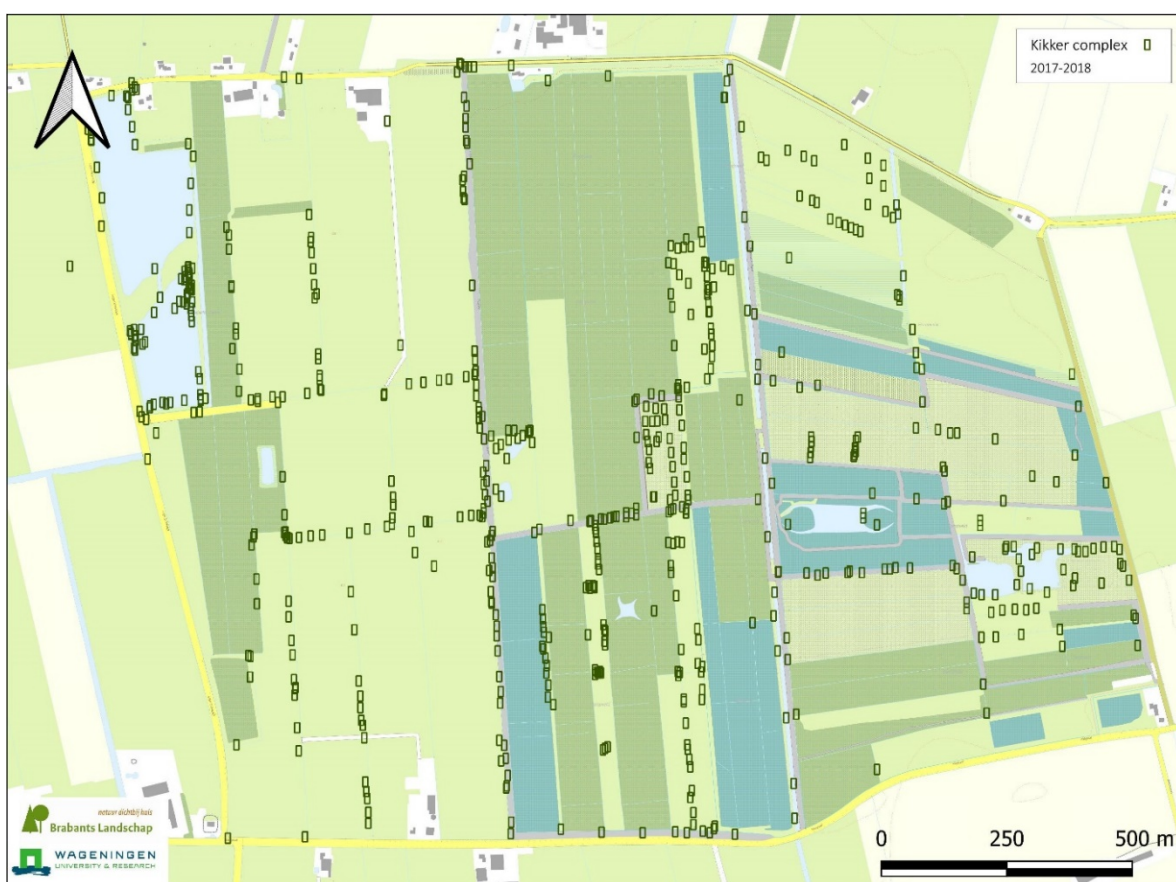 Kikker complex
2017-2018
natuur dichtbij huis
Brabants Landschap
WAGENINGEN
UNIVERSITY & RESEARCH
0 250 500 m